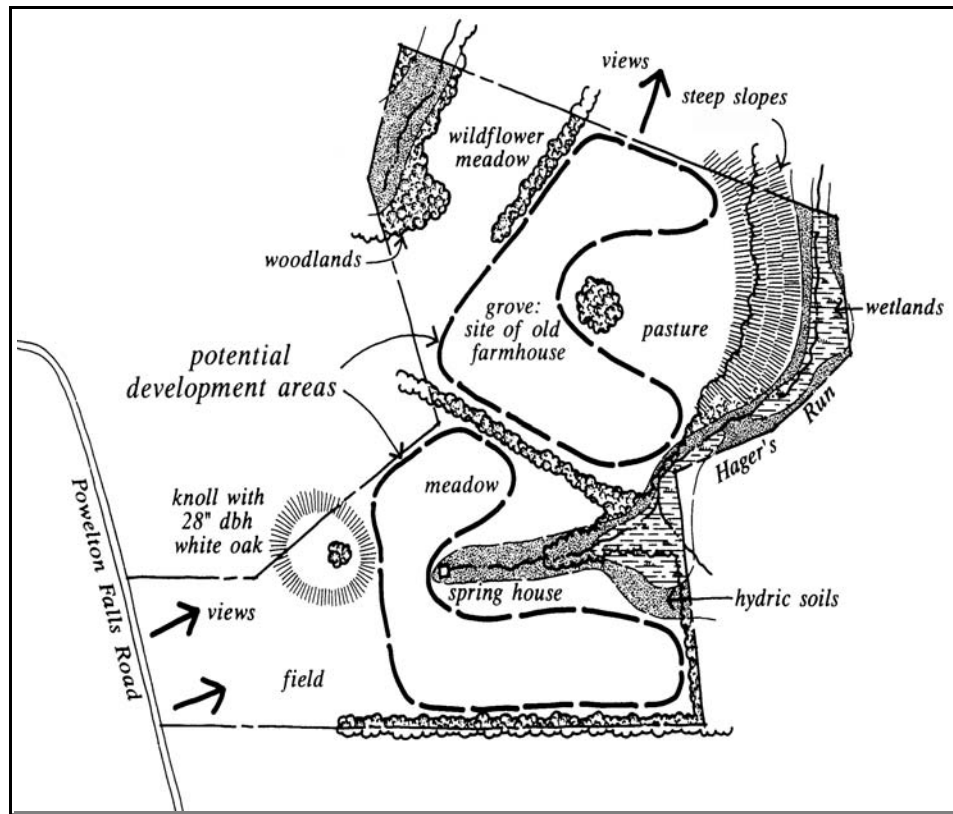 views
steep slopes
wildflower
meadow
woodlands
wetlands
grove:
site of old
farmhouse
pasture
potential
development areas
Hager's
Run
meadow
knoll with
28" dbh
white oak
Powelton Falls Road
spring house
hydric soils
views
field